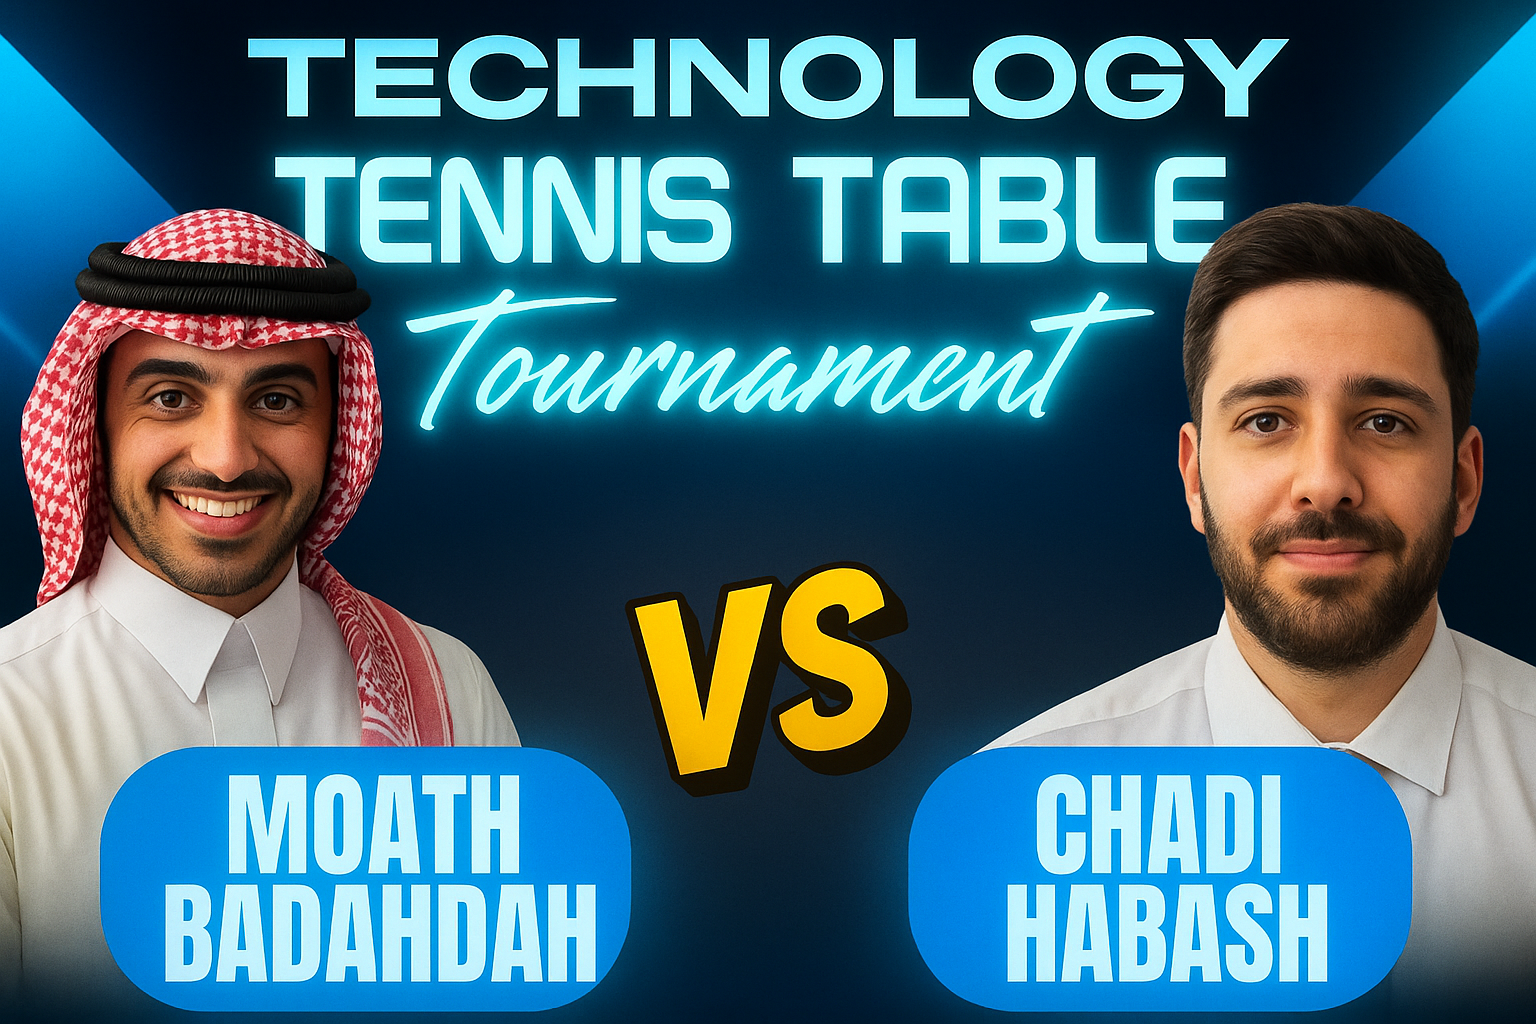 TECHNOLOGY
TENNIS TABLE
Tournament
VS
MOATH
BADAHDAH
CHADI
HABASH